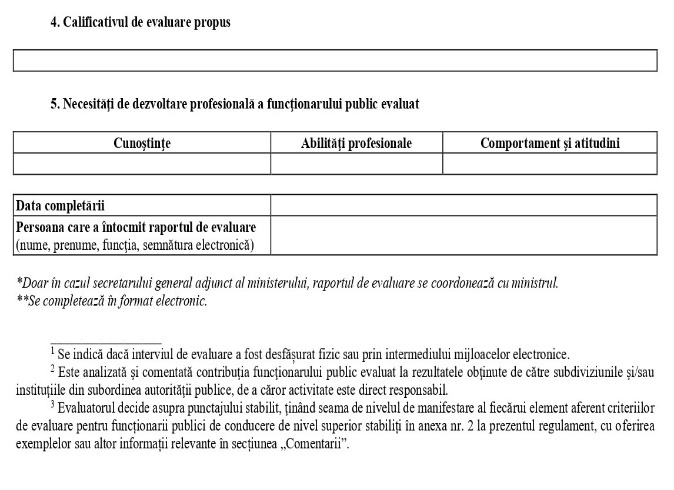 4. Calificativul de evaluare propus
5. Necesități de dezvoltare profesională a funcționarului public evaluat
Cunoștințe Abilități profesionale Comportament și atitudini
Data completării
Persoana care a întocmit raportul de evaluare
(nume, prenume, funcția, semnătura electronică)
*Doar în cazul secretarului general adjunct al ministerului, raportul de evaluare se coordonează cu ministrul.
**Se completează în format electronic.
1 Se indică dacă interviul de evaluare a fost desfășurat fizic sau prin intermediului mijloacelor electronice.
2 Este analizată și comentată contribuția funcționarului public evaluat la rezultatele obținute de către subdiviziunile și/sau
instituțiile din subordinea autorității publice, de a căror activitate este direct responsabil.
3 Evaluatorul decide asupra punctajului stabilit, ținând seama de nivelul de manifestare al fiecărui element aferent criteriilor
de evaluare pentru funcționarii publici de conducere de nivel superior stabiliți în anexa nr. 2 la prezentul regulament, cu oferirea
exemplelor sau altor informații relevante în secțiunea „Comentarii”.